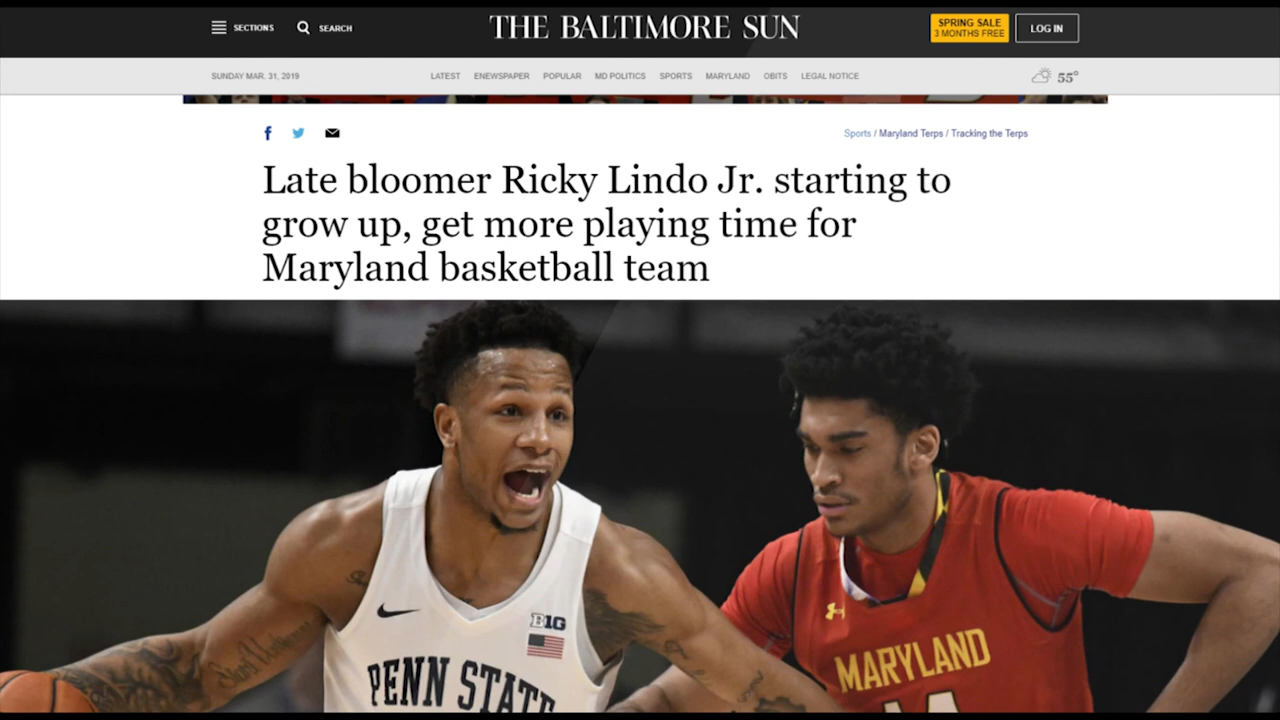 SECTIONS
SEARCH
THE BALTIMORE SUN
SPRING SALE
3 MONTHS FREE
LOG IN
SUNDAY MAR. 31, 2019
LATEST ENEWSPAPER POPULAR MD POLITICS SPORTS MARYLAND OBITS LEGAL NOTICE
55°
Sports / Maryland Terps / Tracking the Terps
Late bloomer Ricky Lindo Jr. starting to
grow up, get more playing time for
Maryland basketball team
B1G
PENN STATE
MARYLAND